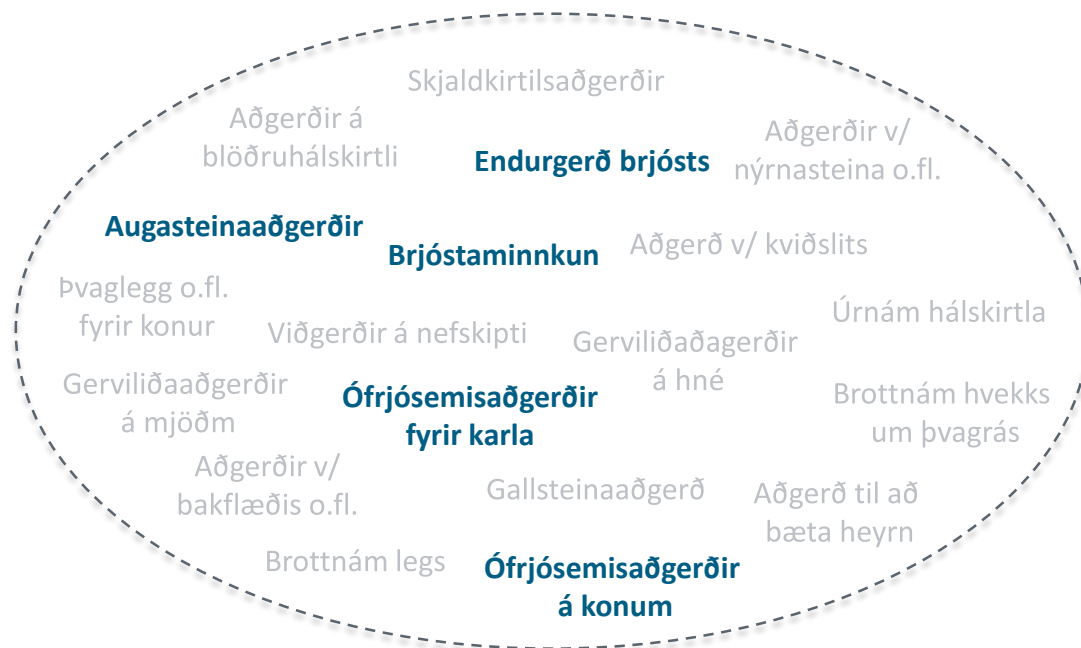 Skjaldkirtilsaðgerðir
Aðgerðir á
blöðruhálskirtli
Endurgerð brjósts
Aðgerðir v/
nýrnasteina o.fl.
Augasteinaaðgerðir
Brjóstaminnkun
Aðgerð v/ kviðslits
Þvaglegg o.fl.
fyrir konur
Viðgerðir á nefskipti
Gerviliðaðagerðir
á hné
Úrnám hálskirtla
Gerviliðaaðgerðir
á mjöðm
Ófrjósemisaðgerðir
fyrir karla
Brottnám hvekks
um þvagrás
Aðgerðir v/
bakflæðis o.fl.
Gallsteinaaðgerð
Aðgerð til að
bæta heyrn
Brottnám legs
Ófrjósemisaðgerðir
á konum